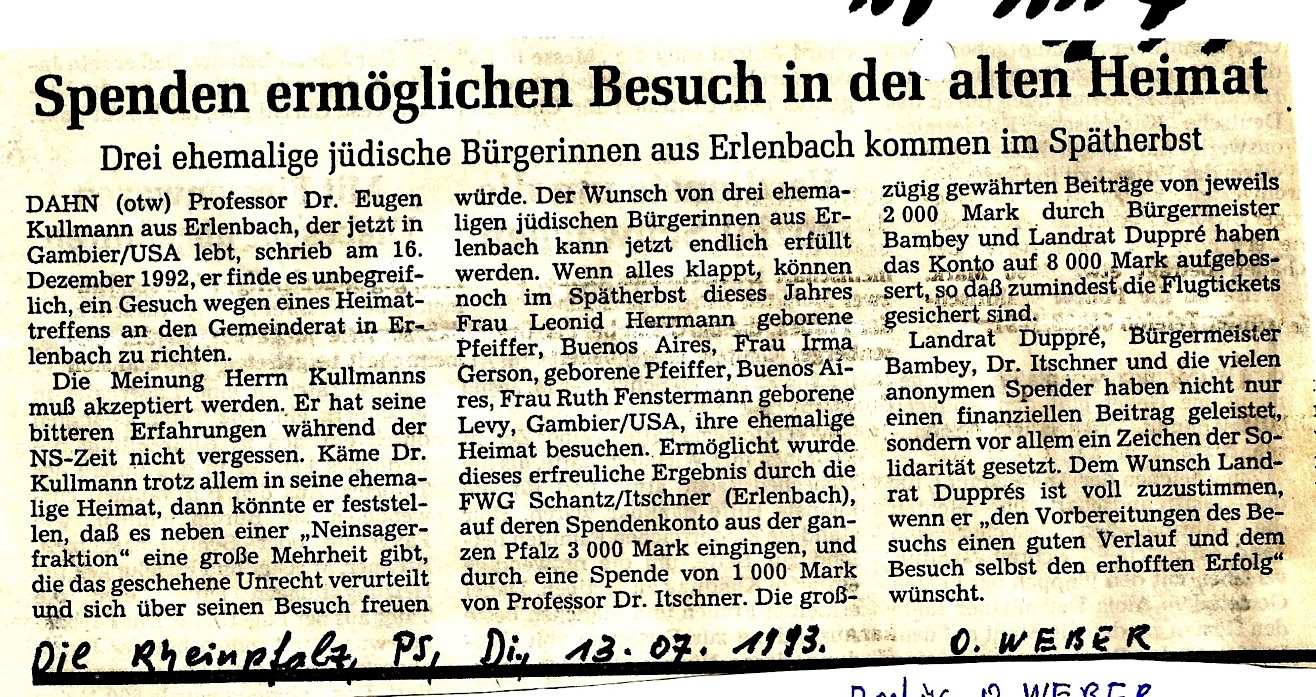 Spenden ermöglichen Besuch in der alten Heimat
Drei ehemalige jüdische Bürgerinnen aus Erlenbach kommen im Spätherbst
DAHN (otw) Professor Dr. Eugen
Kullmann aus Erlenbach, der jetzt in
Gambier/USA lebt, schrieb am 16.
Dezember 1992, er finde es unbegreif-
lich, ein Gesuch wegen eines Heimat-
treffens an den Gemeinderat in Er-
lenbach zu richten.
Die Meinung Herrn Kullmanns
muß akzeptiert werden. Er hat seine
bitteren Erfahrungen während der
NS-Zeit nicht vergessen. Käme Dr.
Kullmann trotz allem in seine ehema-
lige Heimat, dann könnte er feststel-
len, daß es neben einer „Neinsager-
fraktion“ eine große Mehrheit gibt,
die das geschehene Unrecht verurteilt
und sich über seinen Besuch freuen
würde. Der Wunsch von drei ehema-
ligen jüdischen Bürgerinnen aus Er-
lenbach kann jetzt endlich erfüllt
werden. Wenn alles klappt, können
noch im Spätherbst dieses Jahres
Frau Leonid Herrmann geborene
Pfeiffer, Buenos Aires, Frau Irma
Gerson, geborene Pfeiffer, Buenos Ai-
res, Frau Ruth Fenstermann geborene
Levy, Gambier/USA, ihre ehemalige
Heimat besuchen. Ermöglicht wurde
dieses erfreuliche Ergebnis durch die
FWG Schantz/Itschner (Erlenbach),
auf deren Spendenkonto aus der gan-
zen Pfalz 3 000 Mark eingingen, und
durch eine Spende von 1 000 Mark
von Professor Dr. Itschner. Die groß-
zügig gewährten Beiträge von jeweils
2 000 Mark durch Bürgermeister
Bambey und Landrat Duppré haben
das Konto auf 8 000 Mark aufgebes-
sert, so daß zumindest die Flugtickets
gesichert sind.
Landrat Duppré, Bürgermeister
Bambey, Dr. Itschner und die vielen
anonymen Spender haben nicht nur
einen finanziellen Beitrag geleistet,
sondern vor allem ein Zeichen der So-
lidarität gesetzt. Dem Wunsch Land-
rat Dupprés ist voll zuzustimmen,
wenn er „den Vorbereitungen des Be-
suchs einen guten Verlauf und dem
Besuch selbst den erhofften Erfolg“
wünscht.
Die Rheinpfalz, PS, Di., 13.07.1993. O. WEBER
WEBER